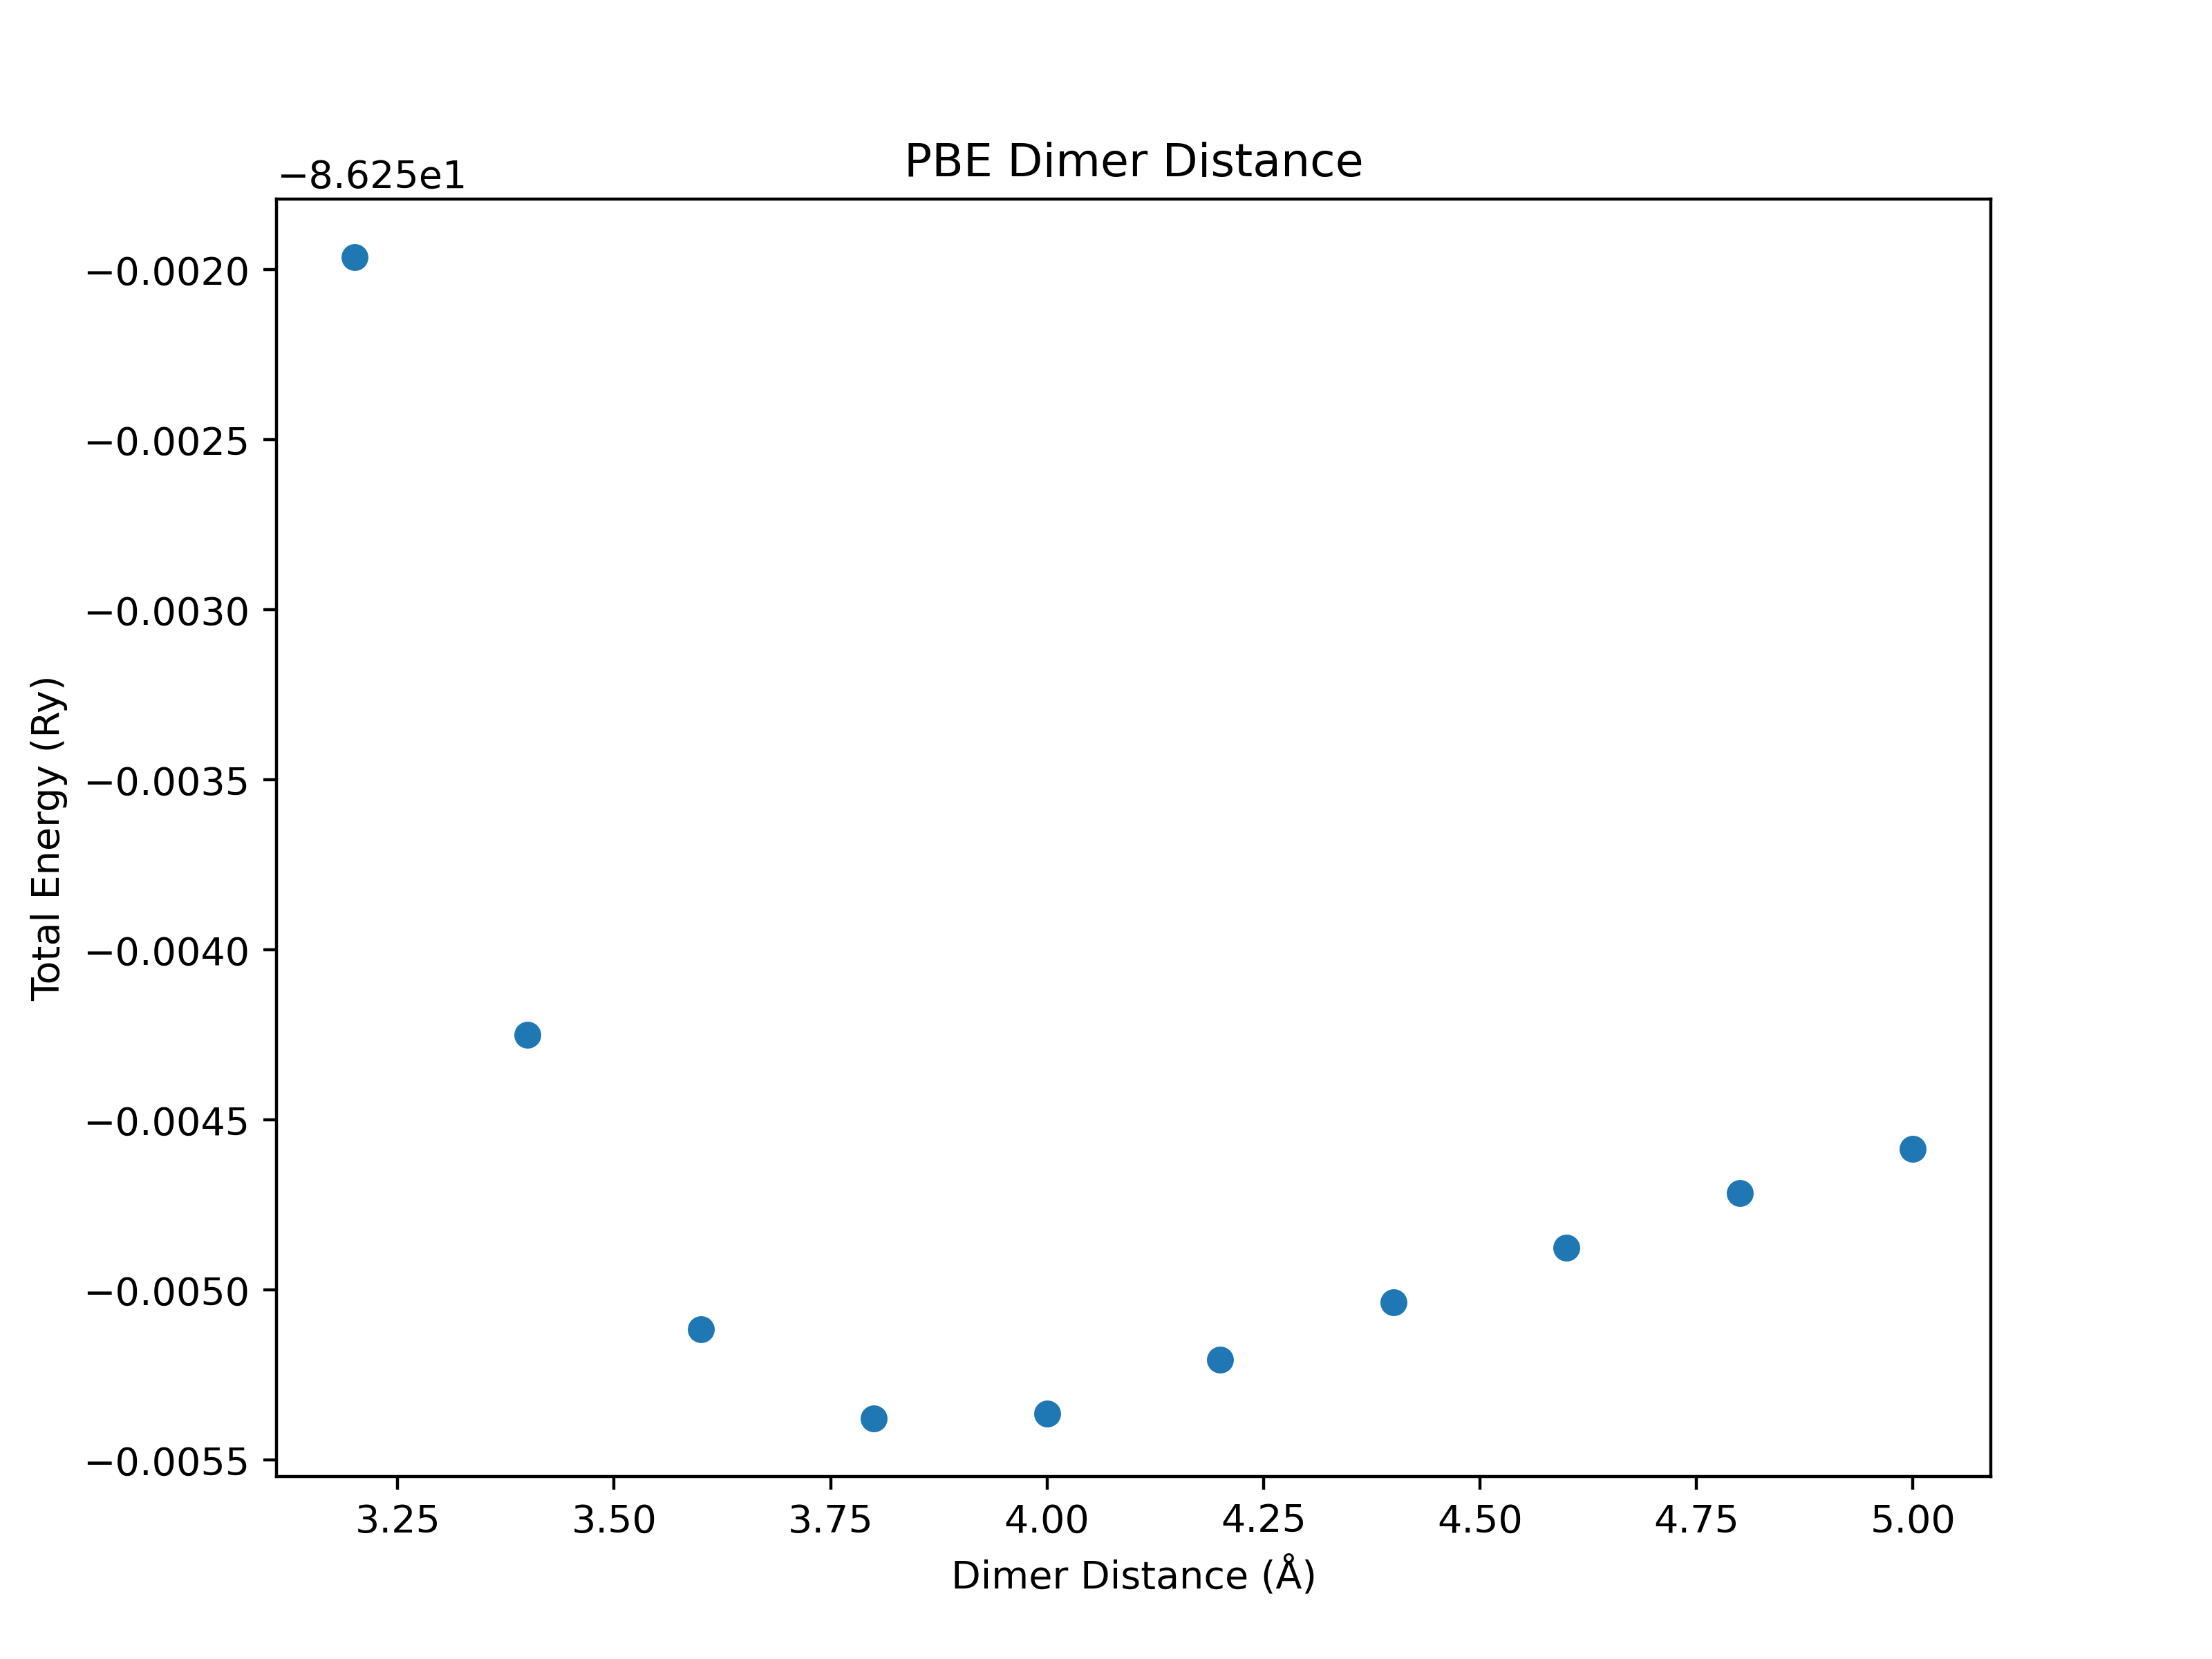 PBE Dimer Distance
−8.625e1
−0.0020
−0.0025
−0.0030
−0.0035
−0.0040
−0.0045
−0.0050
−0.0055
Total Energy (Ry)
3.25 3.50 3.75 4.00 4.25 4.50 4.75 5.00
Dimer Distance (Å)